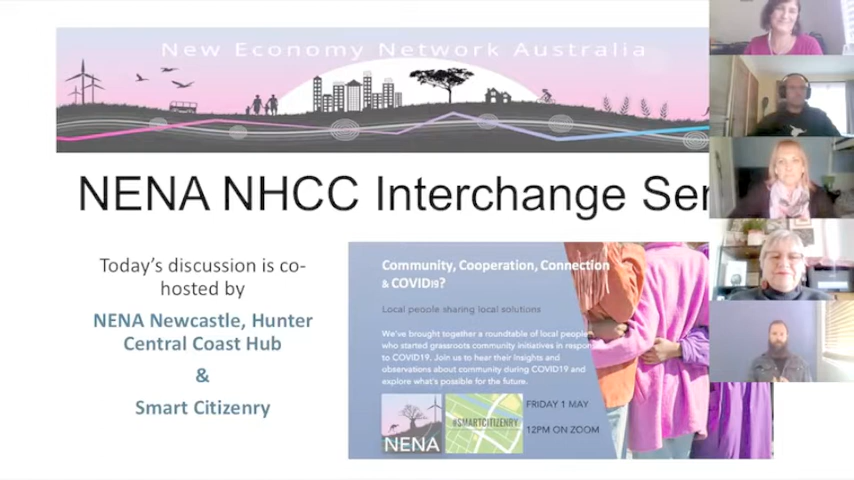 New Economy Network Australia
NENA NHCC Interchange Ser
Today's discussion is co-
hosted by
NENA Newcastle, Hunter
Central Coast Hub
&
Smart Citizenry
Community, Cooperation, Connection
& COVID19?
Local people sharing local solutions
We've brought together a roundtable of local people
who started grassroots community initiatives in respon
to COVID19. Join us to hear their insights and
observations about community during COVID19 and
explore what's possible for the future.
NENA
#SMARTCITIZENRY
FRIDAY 1 MAY
12PM ON ZOOM